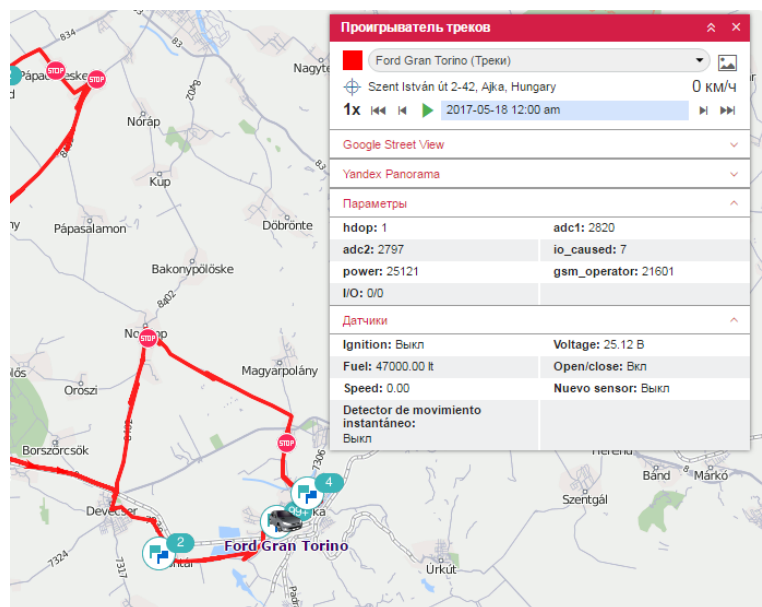 Проигрыватель треков
Ford Gran Torino (Треки)
Szent István út 2-42, Ajka, Hungary
0 км/ч
1x
2017-05-18 12:00 am
Google Street View
Yandex Panorama
Параметры
hdop: 1
adc1: 2820
adc2: 2797
io_caused: 7
power: 25121
gsm_operator: 21601
I/O: 0/0
Датчики
Ignition: Выкл
Voltage: 25.12 В
Fuel: 47000.00 lt
Open/close: Вкл
Speed: 0.00
Nuevo sensor: Выкл
Detector de movimiento
instantáneo:
Выкл
834
83
STOP
STOP
Nóráp
8402
Kup
Pápasalamon
Döbrönte
Bakonypölöske
8402
STOP
Magyarpolány
Oroszi
STOP
Borszörcsök
7306
4
99+
Ford Gran Torino
2
7324
7317
Úrkút
Szentgál
Bánd
Márkó